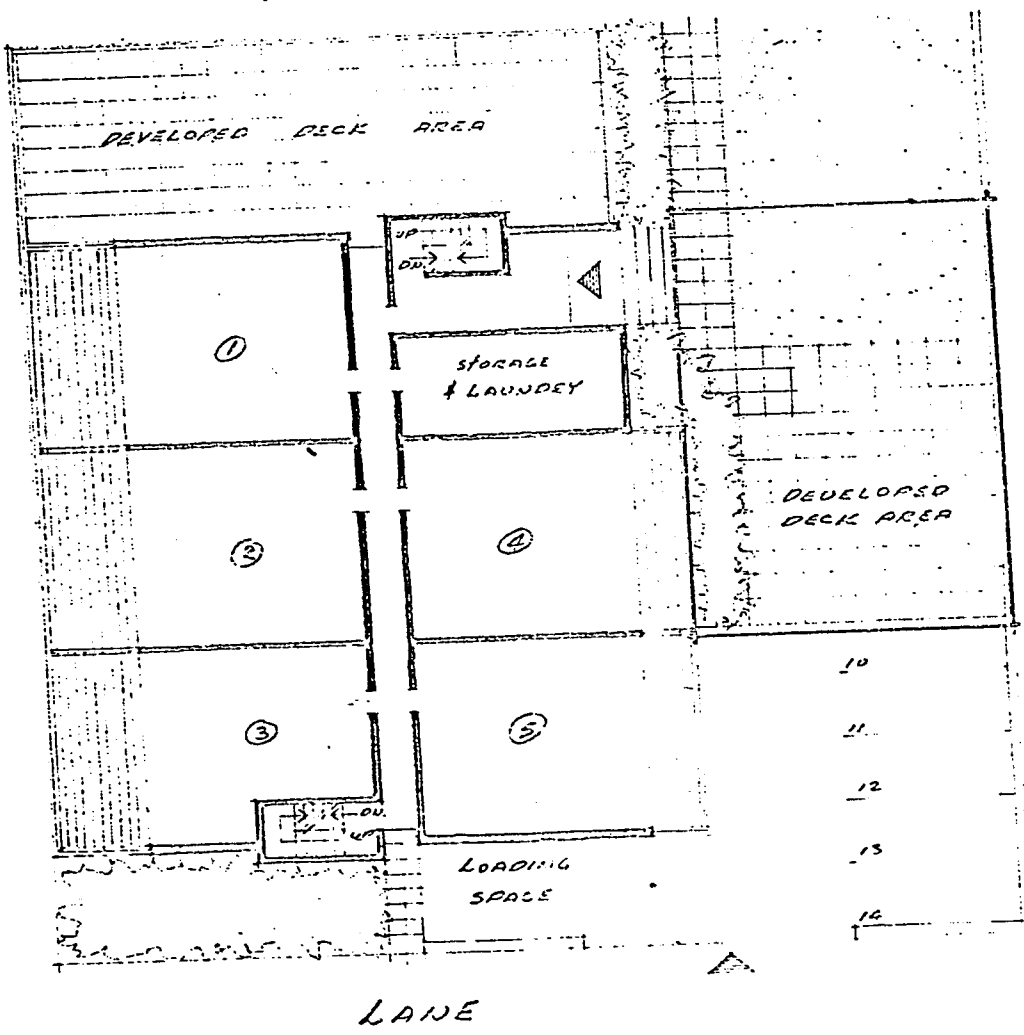 DEVELOPED DECK AREA
UP
DN.
1
STORAGE
& LAUNDRY
3
4
DEVELOPED
DECK AREA
10
3
5
11
12
DN.
UP
13
LOADING
SPACE
14
LANE